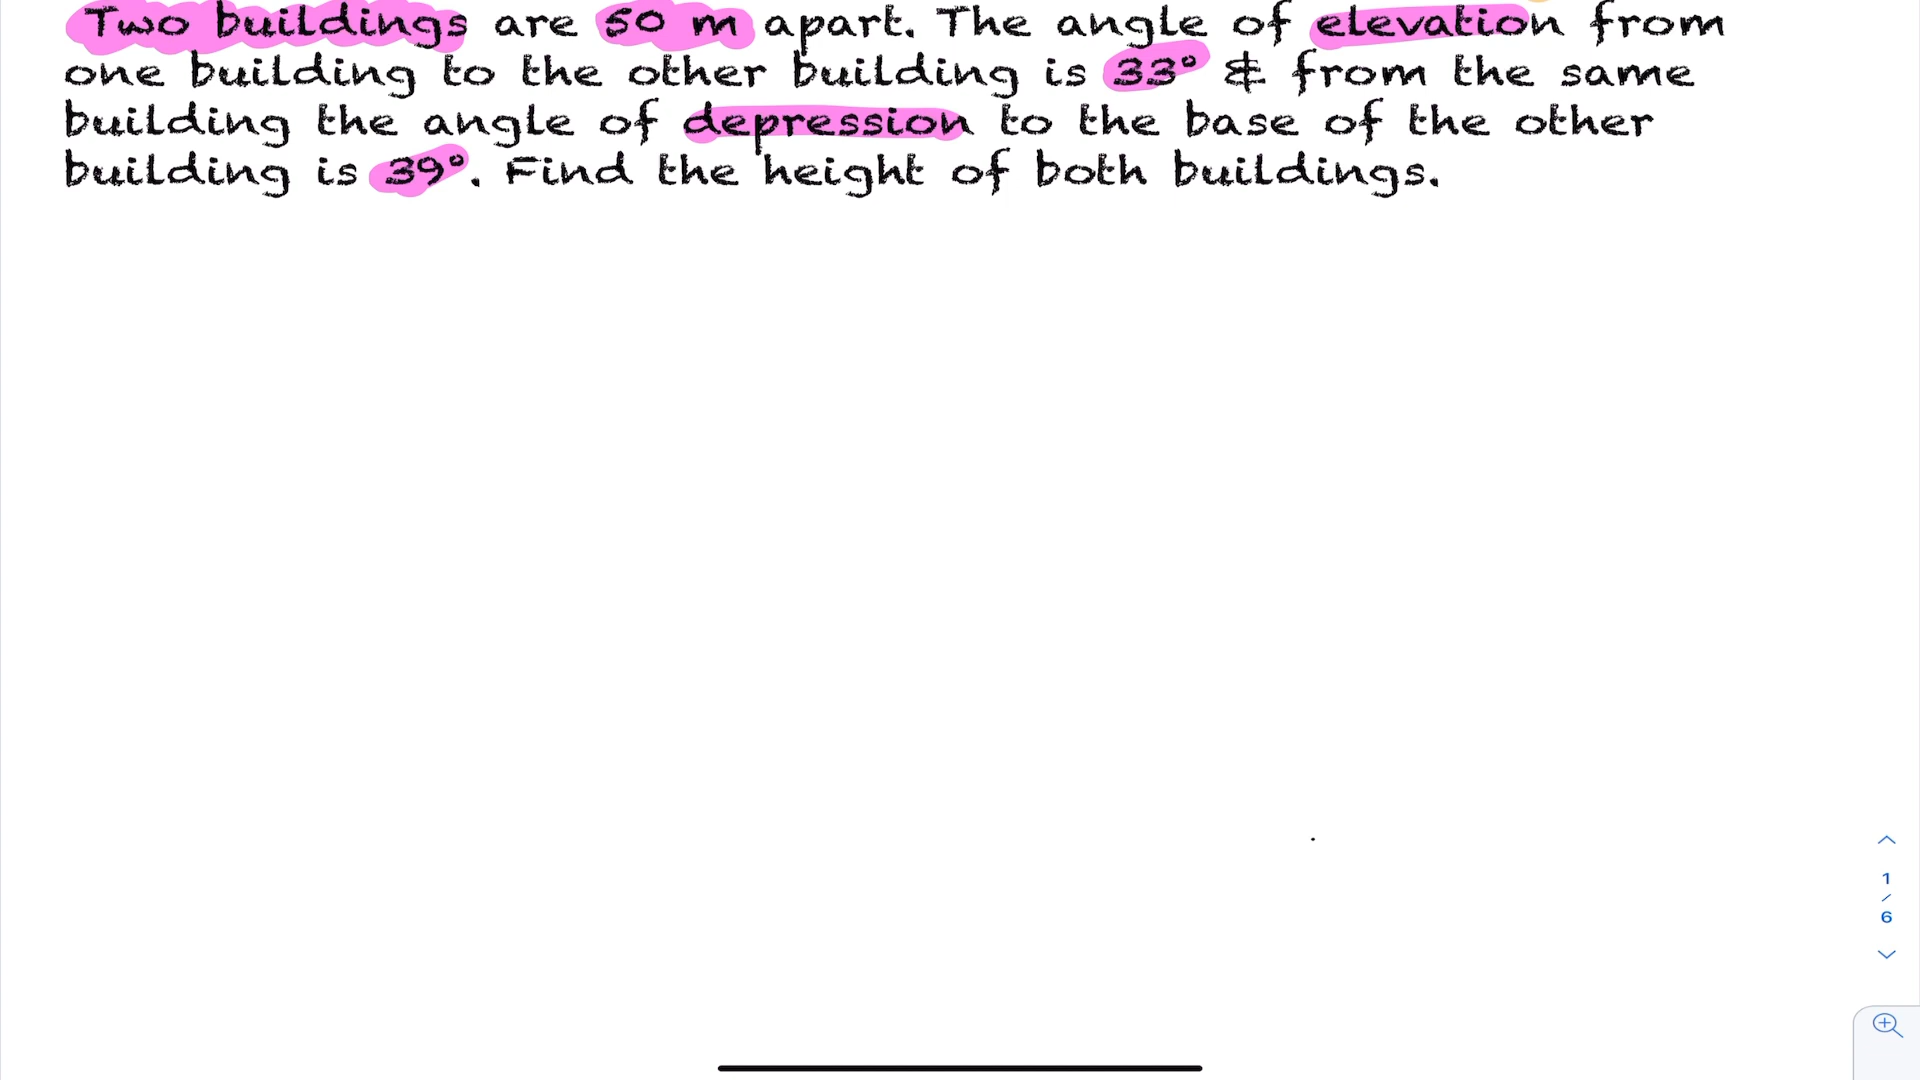 Two buildings are 50 m apart. The angle of elevation from
one building to the other building is 33° & from the same
building the angle of depression to the base of the other
building is 39°. Find the height of both buildings.
1
/
6